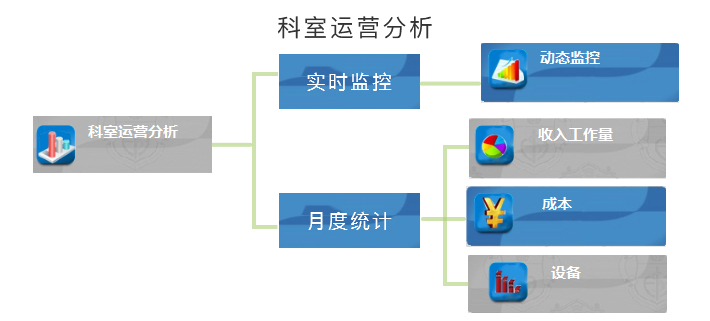 科室运营分析
实时监控
动态监控
科室运营分析
收入工作量
月度统计
成本
设备